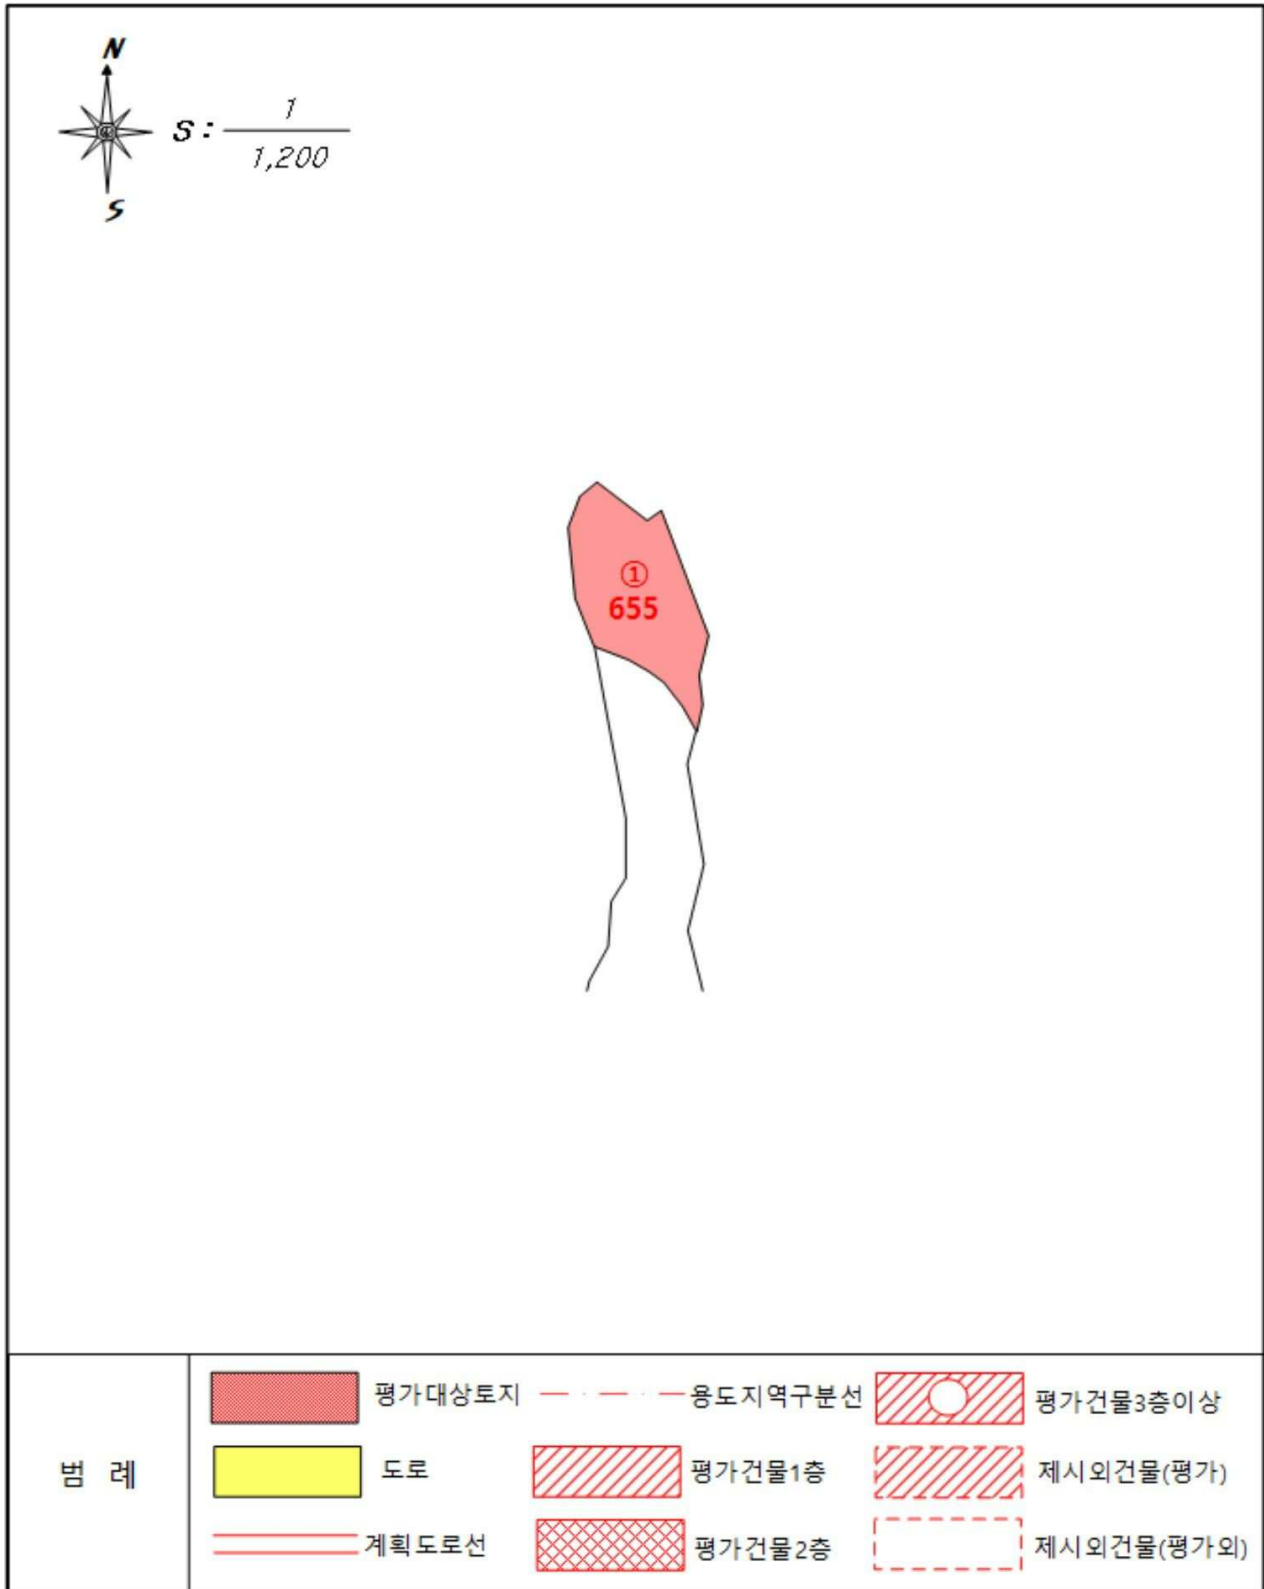 N
S :
1
1,200
S
①
655
범 례
평가대상토지
용도지역구분선
평가건물3층이상
도로
평가건물1층
제시외건물(평가)
계획도로선
평가건물2층
제시외건물(평가외)